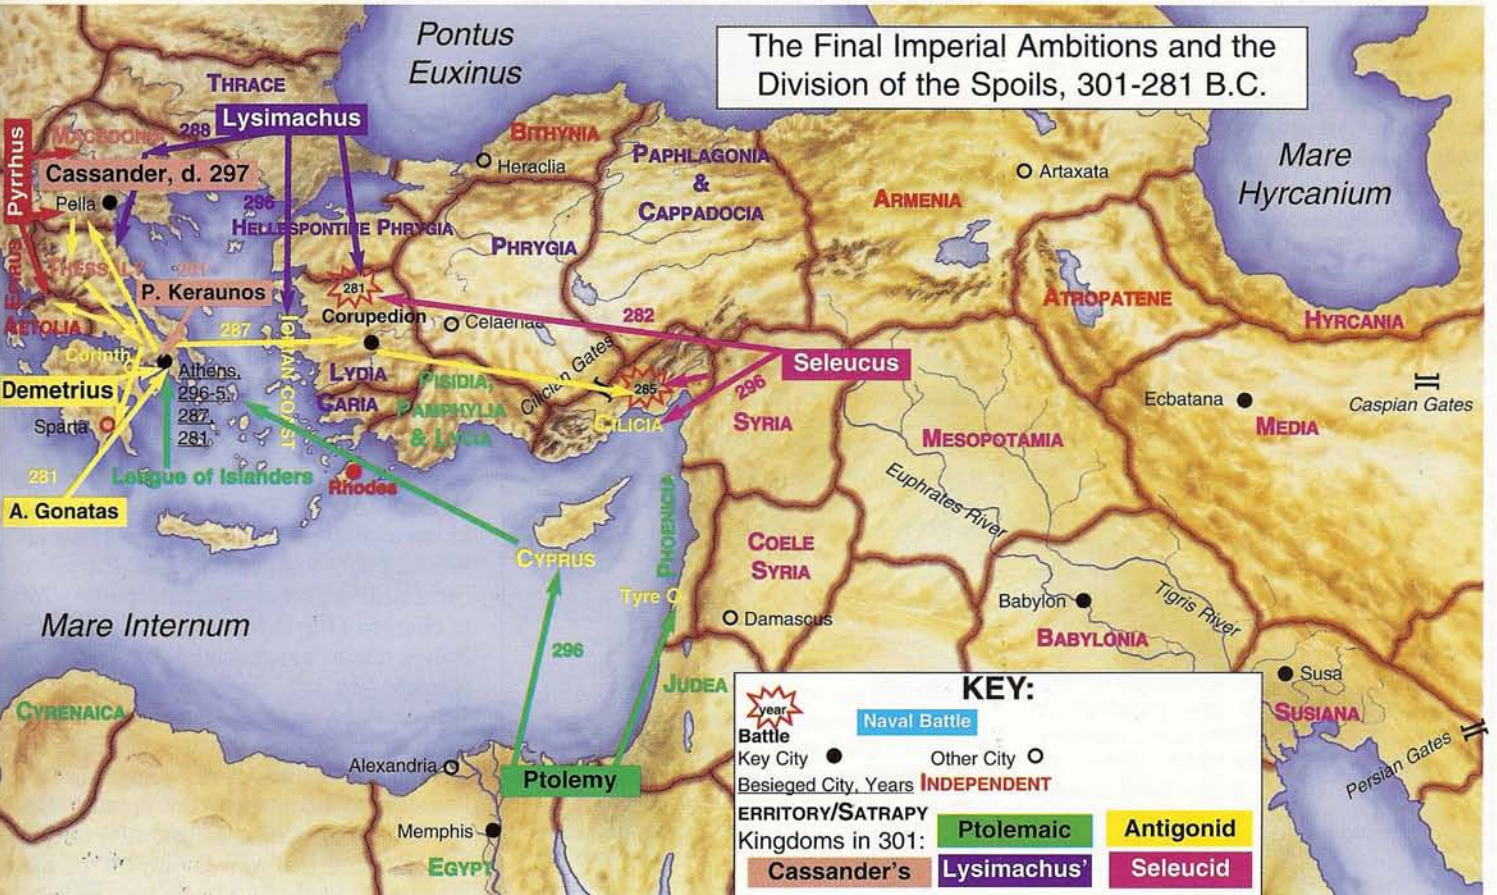 The Final Imperial Ambitions and the
Division of the Spoils, 301-281 B.C.
Pontus
Euxinus
Mare
Hyrcanium
Mare Internum
THRACE
Lysimachus
288
MACEDONIA
Pyrrhus
Cassander, d. 297
Pella
296
HELLESPONTINE PHRYGIA
EPIRUS
THESSALY
281
P. Keraunos
AETOLIA
Corinth
287
Demetrius
Athens,
296-5,
287,
281
Sparta
281
A. Gonatas
League of Islanders
IONIAN COAST
281
Corupedion
Celaenae
LYDIA
CARIA
PISIDIA,
PAMPHYLIA
& LYCIA
Rhodes
BITHYNIA
Heraclia
PAPHLAGONIA
&
CAPPADOCIA
PHRYGIA
ARMENIA
Artaxata
ATROPATENE
HYRCANIA
282
Seleucus
Cilician Gates
285
296
CILICIA
SYRIA
MESOPOTAMIA
Ecbatana
MEDIA
Caspian Gates
Euphrates River
CYPRUS
PHOENICIA
Tyre
COELE
SYRIA
Damascus
Babylon
BABYLONIA
Tigris River
Susa
SUSIANA
Persian Gates
296
JUDEA
CYRENAICA
Alexandria
Ptolemy
Memphis
EGYPT
KEY:
year
Battle
Naval Battle
Key City
Other City
Besieged City, Years
INDEPENDENT
ERRITORY/SATRAPY
Kingdoms in 301:
Ptolemaic
Antigonid
Cassander's
Lysimachus'
Seleucid